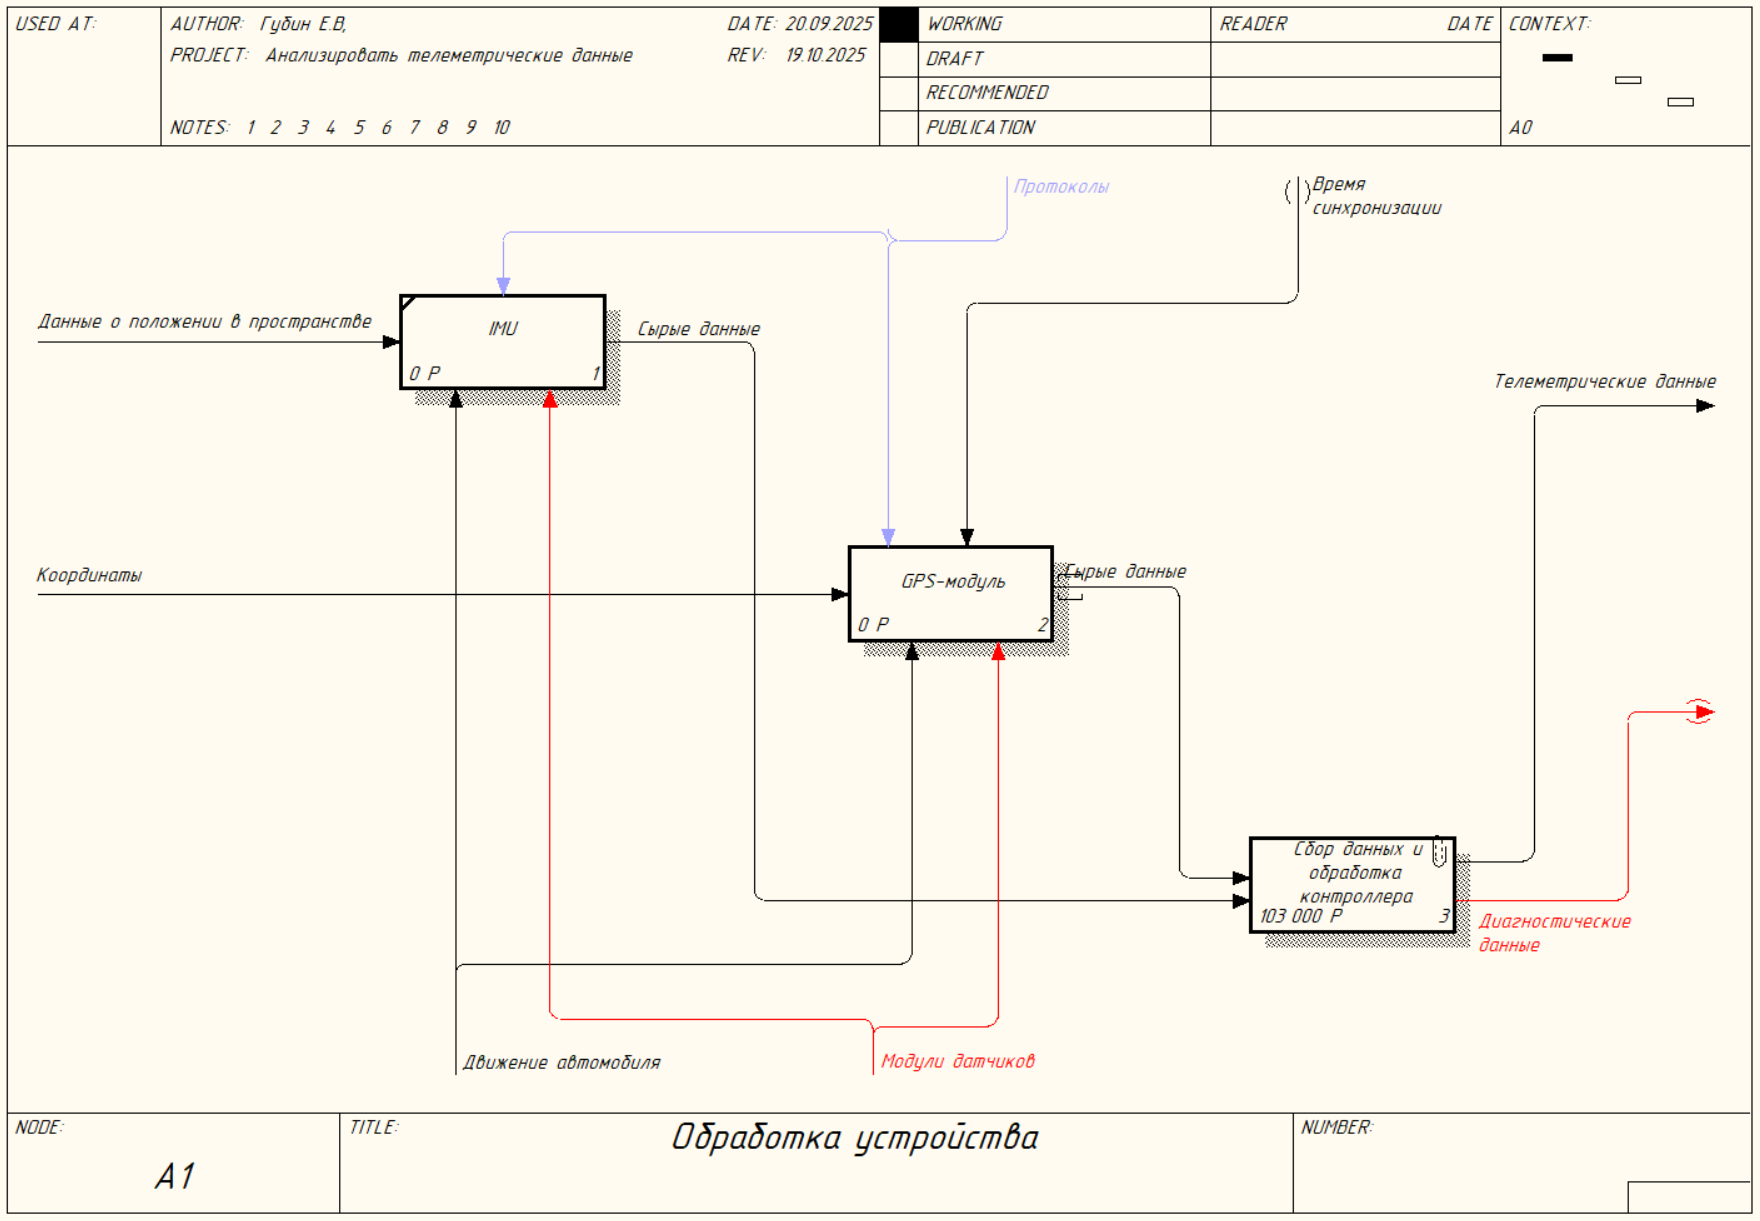 USED AT:
AUTHOR: Губин Е.В,
DATE: 20.09.2025
PROJECT: Анализировать телеметрические данные
REV: 19.10.2025
NOTES: 1 2 3 4 5 6 7 8 9 10
WORKING
DRAFT
RECOMMENDED
PUBLICATION
READER DATE
CONTEXT:
A0
Протоколы
Время
синхронизации
Данные о положении в пространстве
IMU
0 Р 1
Сырые данные
Телеметрические данные
Координаты
GPS-модуль
0 Р 2
Сырые данные
Сбор данных и
обработка
контроллера
103 000 Р 3
Диагностические
данные
Движение автомобиля
Модули датчиков
NODE:
A1
TITLE:
Обработка устройства
NUMBER: